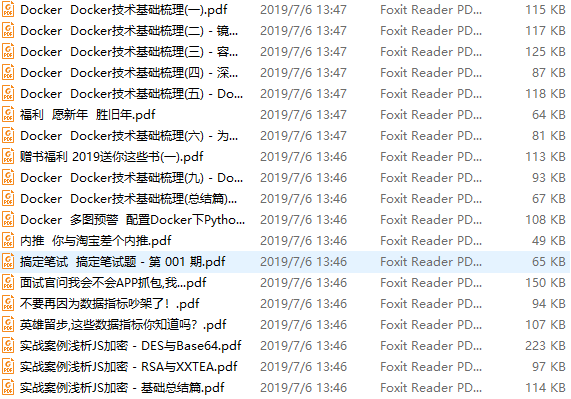 Docker Docker技术基础梳理(一).pdf 2019/7/6 13:47 Foxit Reader PD... 115 KB
Docker Docker技术基础梳理(二) - 镜... 2019/7/6 13:47 Foxit Reader PD... 117 KB
Docker Docker技术基础梳理(三) - 容... 2019/7/6 13:47 Foxit Reader PD... 125 KB
Docker Docker技术基础梳理(四) - 深... 2019/7/6 13:47 Foxit Reader PD... 87 KB
Docker Docker技术基础梳理(五) - Do... 2019/7/6 13:47 Foxit Reader PD... 118 KB
福利 愿新年 胜旧年.pdf 2019/7/6 13:47 Foxit Reader PD... 64 KB
Docker Docker技术基础梳理(六) - 为... 2019/7/6 13:47 Foxit Reader PD... 81 KB
赠书福利 2019送你这些书(一).pdf 2019/7/6 13:46 Foxit Reader PD... 113 KB
Docker Docker技术基础梳理(九) - Do... 2019/7/6 13:46 Foxit Reader PD... 93 KB
Docker Docker技术基础梳理(总结篇)... 2019/7/6 13:46 Foxit Reader PD... 67 KB
Docker 多图预警 配置Docker下Pytho... 2019/7/6 13:46 Foxit Reader PD... 108 KB
内推 你与淘宝差个内推.pdf 2019/7/6 13:46 Foxit Reader PD... 49 KB
搞定笔试 搞定笔试题 - 第 001 期.pdf 2019/7/6 13:46 Foxit Reader PD... 65 KB
面试官问我会不会APP抓包,我...pdf 2019/7/6 13:46 Foxit Reader PD... 150 KB
不要再因为数据指标吵架了！.pdf 2019/7/6 13:46 Foxit Reader PD... 94 KB
英雄留步,这些数据指标你知道吗？.pdf 2019/7/6 13:46 Foxit Reader PD... 107 KB
实战案例浅析JS加密 - DES与Base64.pdf 2019/7/6 13:46 Foxit Reader PD... 223 KB
实战案例浅析JS加密 - RSA与XXTEA.pdf 2019/7/6 13:46 Foxit Reader PD... 97 KB
实战案例浅析JS加密 - 基础总结篇.pdf 2019/7/6 13:46 Foxit Reader PD... 114 KB